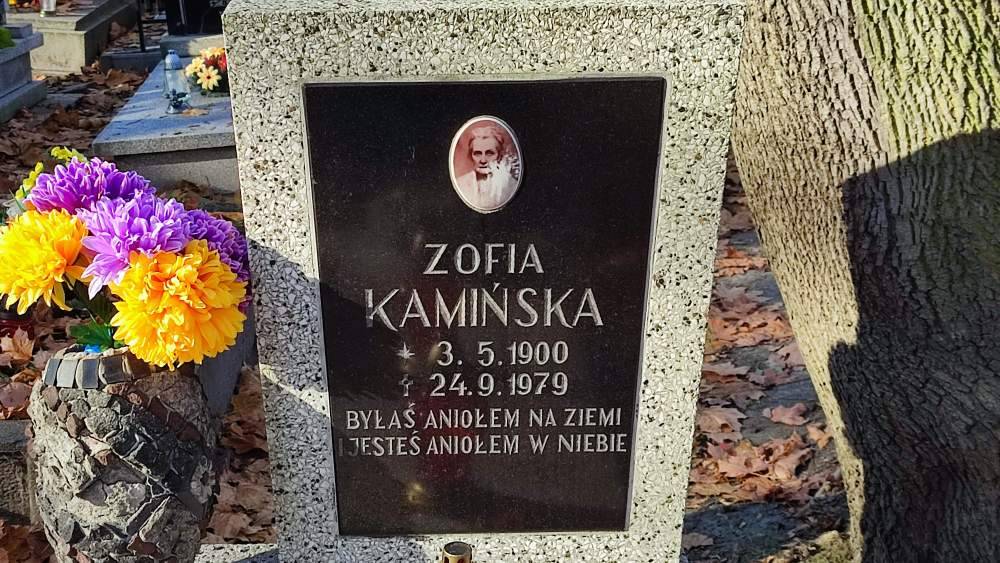 ZOFIA
KAMIŃSKA
* 3. 5. 1900
† 24. 9. 1979
BYŁAŚ ANIOŁEM NA ZIEMI
I JESTEŚ ANIOŁEM W NIEBIE